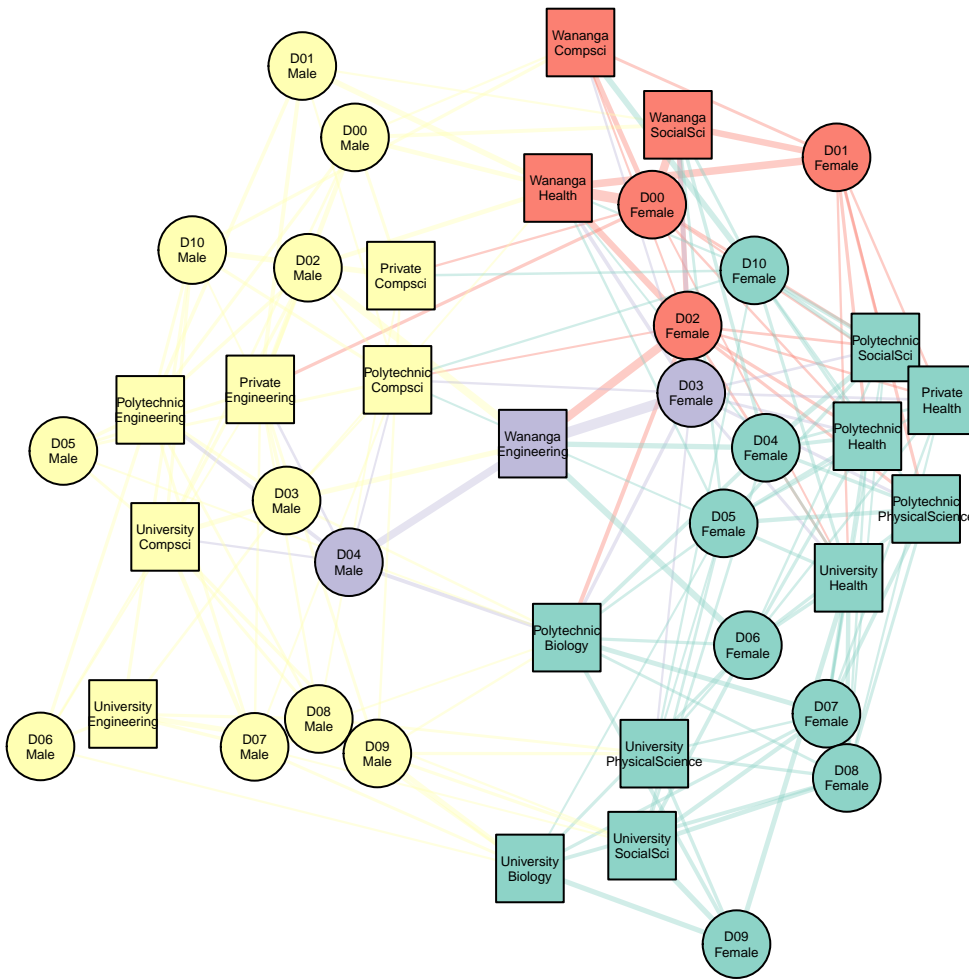 Wananga
Compsci
D01
Male
Wananga
SocialSci
D00
Male
D01
Female
Wananga
Health
D00
Female
D10
Male
D02
Male
Private
Compsci
D10
Female
D02
Female
Polytechnic
SocialSci
Polytechnic
Engineering
Private
Engineering
Polytechnic
Compsci
D03
Female
Private
Health
D05
Male
Wananga
Engineering
D04
Female
Polytechnic
Health
D03
Male
D05
Female
Polytechnic
PhysicalScience
University
Compsci
D04
Male
University
Health
Polytechnic
Biology
D06
Female
University
Engineering
D08
Male
D07
Female
D06
Male
D07
Male
D09
Male
University
PhysicalScience
D08
Female
University
Biology
University
SocialSci
D09
Female